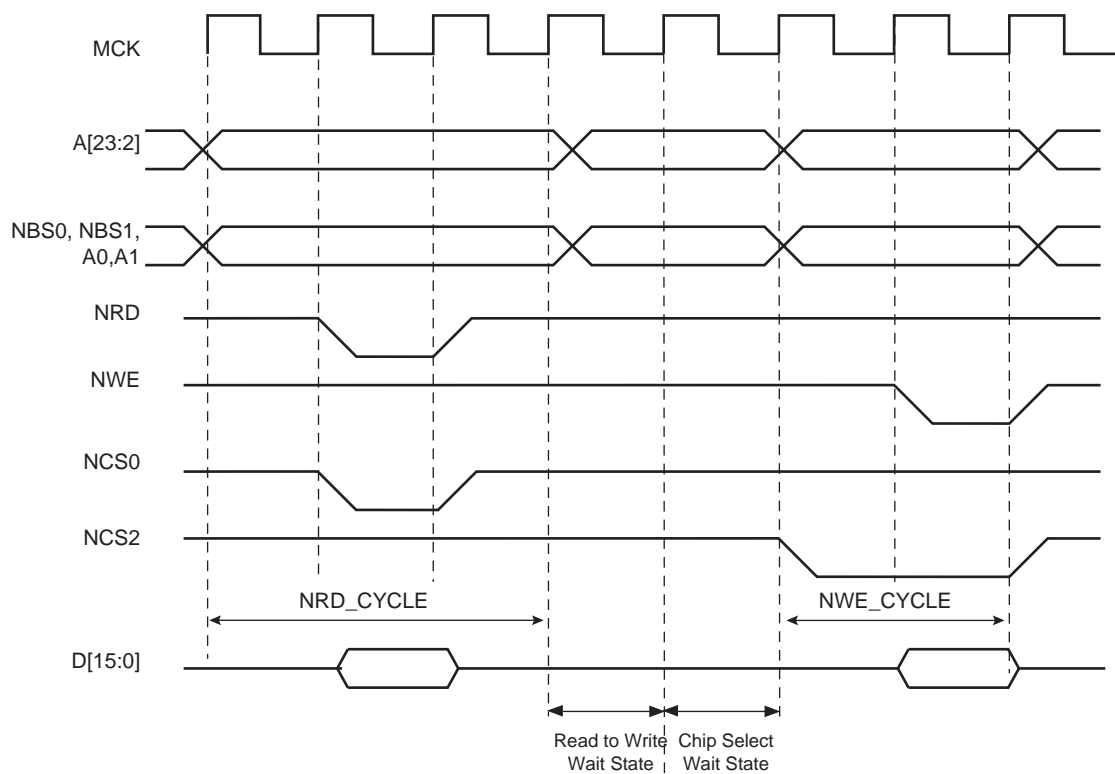 MCK
A[23:2]
NBS0, NBS1,
A0,A1
NRD
NWE
NCS0
NCS2
NRD_CYCLE
NWE_CYCLE
D[15:0]
Read to Write
Wait State
Chip Select
Wait State